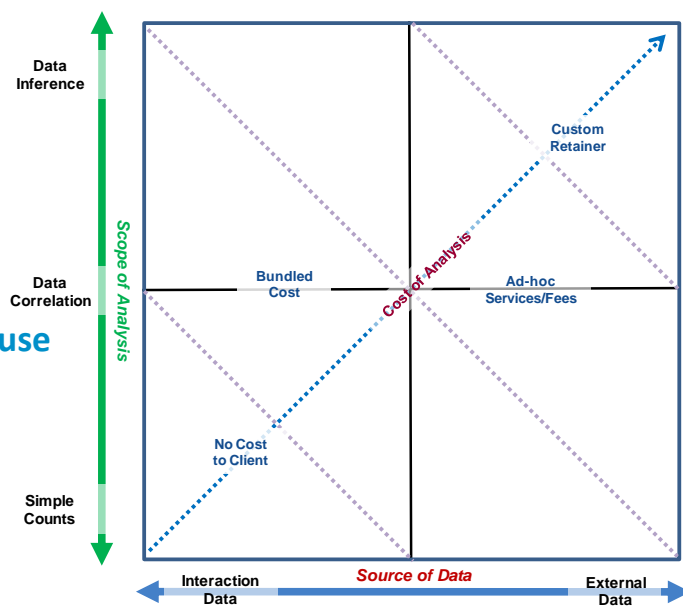 Data
Inference
Custom
Retainer
Scope of Analysis
Cost of Analysis
Bundled
Cost
Ad-hoc
Services/Fees
Data
Correlation
use
No Cost
to Client
Simple
Counts
Interaction
Data
Source of Data
External
Data